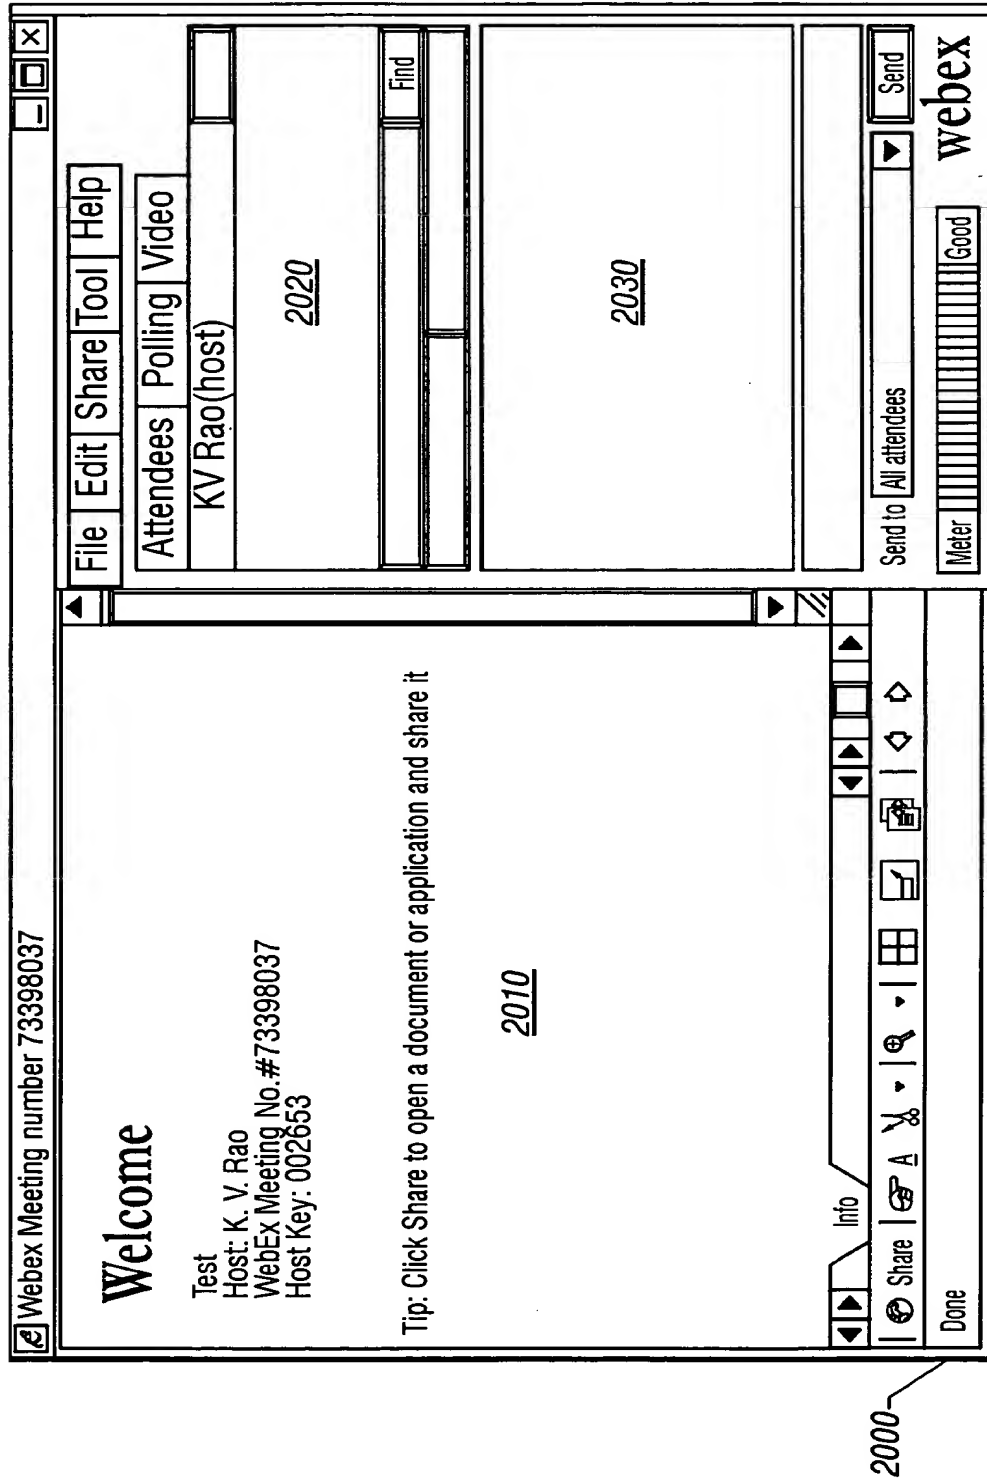 Webex Meeting number 73398037
File Edit Share Tool Help
Attendees Polling Video
KV Rao(host)
2020
Find
2030
Send to All attendees
Send
Meter Good
webex
Welcome
Test
Host: K. V. Rao
WebEx Meeting No.#73398037
Host Key: 002653
Tip: Click Share to open a document or application and share it
2010
Info
Share A
Done
2000